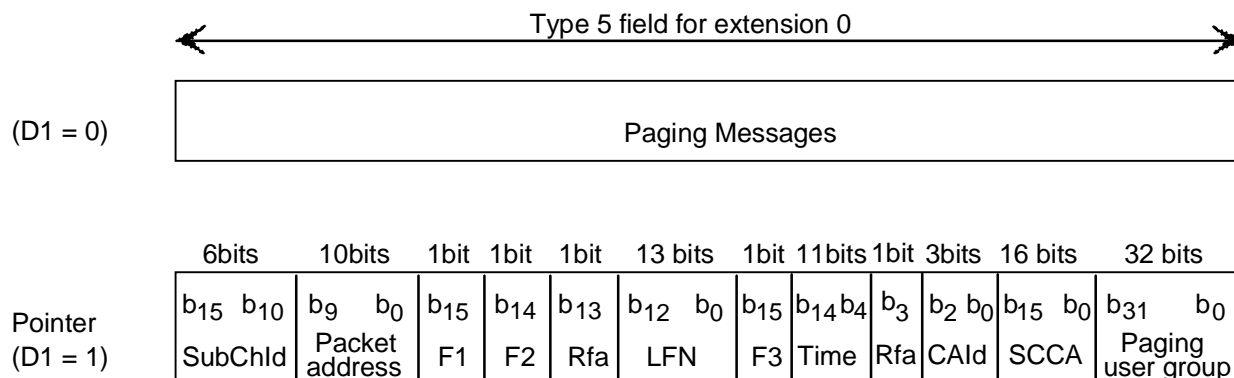 Type 5 field for extension 0
(D1 = 0)
Paging Messages
6bits 10bits 1bit 1bit 1bit 13 bits 1bit 11bits 1bit 3bits 16 bits 32 bits
Pointer
(D1 = 1)
b15 b10 b9 b0 b15 b14 b13 b12 b0 b15 b14 b4 b3 b2 b0 b15 b0 b31 b0
SubChId Packet address F1 F2 Rfa LFN F3 Time Rfa CAId SCCA Paging user group